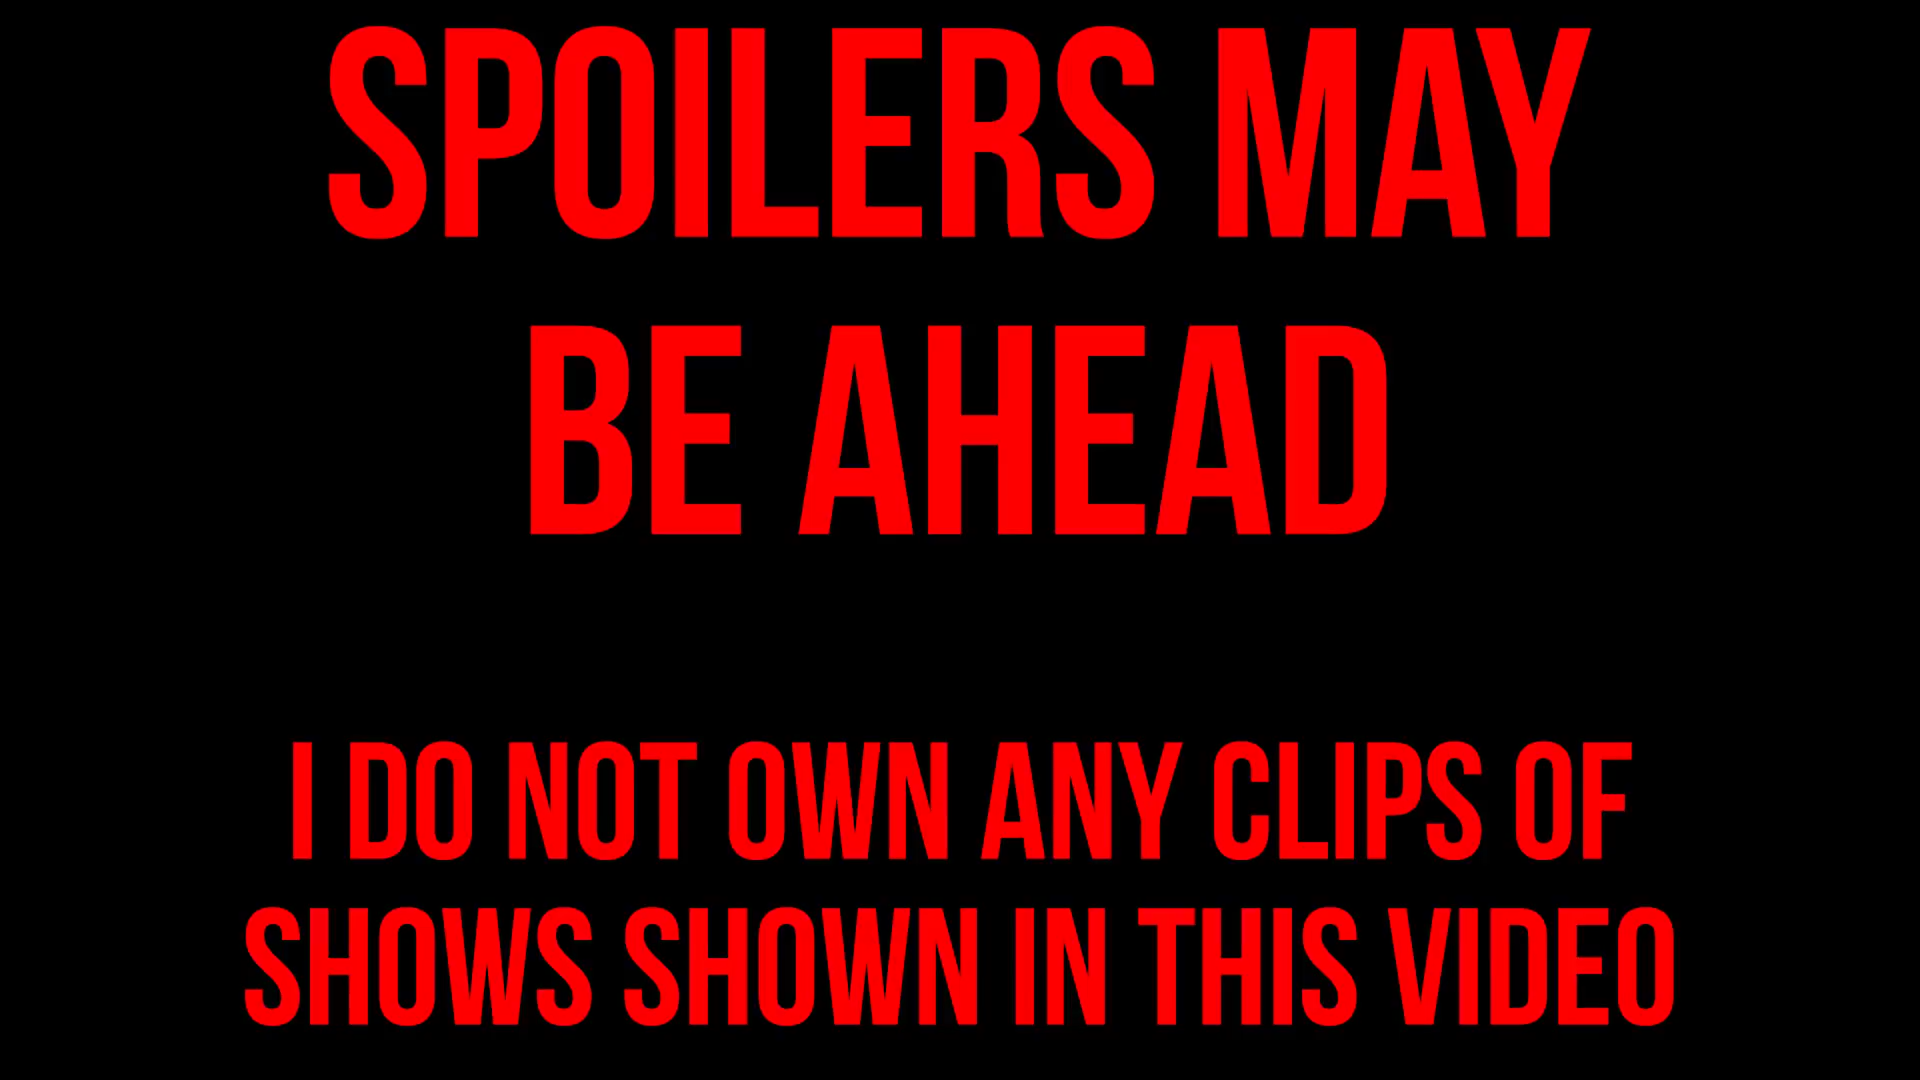 SPOILERS MAY
BE AHEAD
I DO NOT OWN ANY CLIPS OF
SHOWS SHOWN IN THIS VIDEO